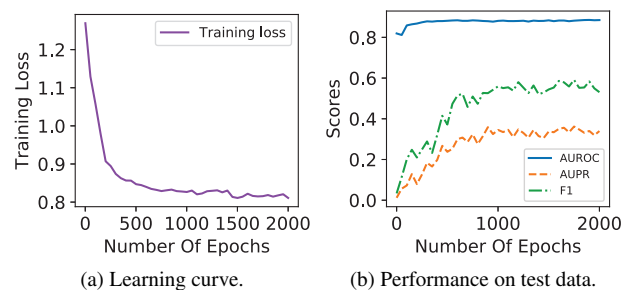 Training loss
1.2
1.1
1.0
0.9
0.8
Training Loss
0
500
1000
1500
2000
Number Of Epochs
(a) Learning curve.
0.8
0.6
0.4
0.2
0.0
Scores
AUROC
AUPR
F1
0
1000
2000
Number Of Epochs
(b) Performance on test data.